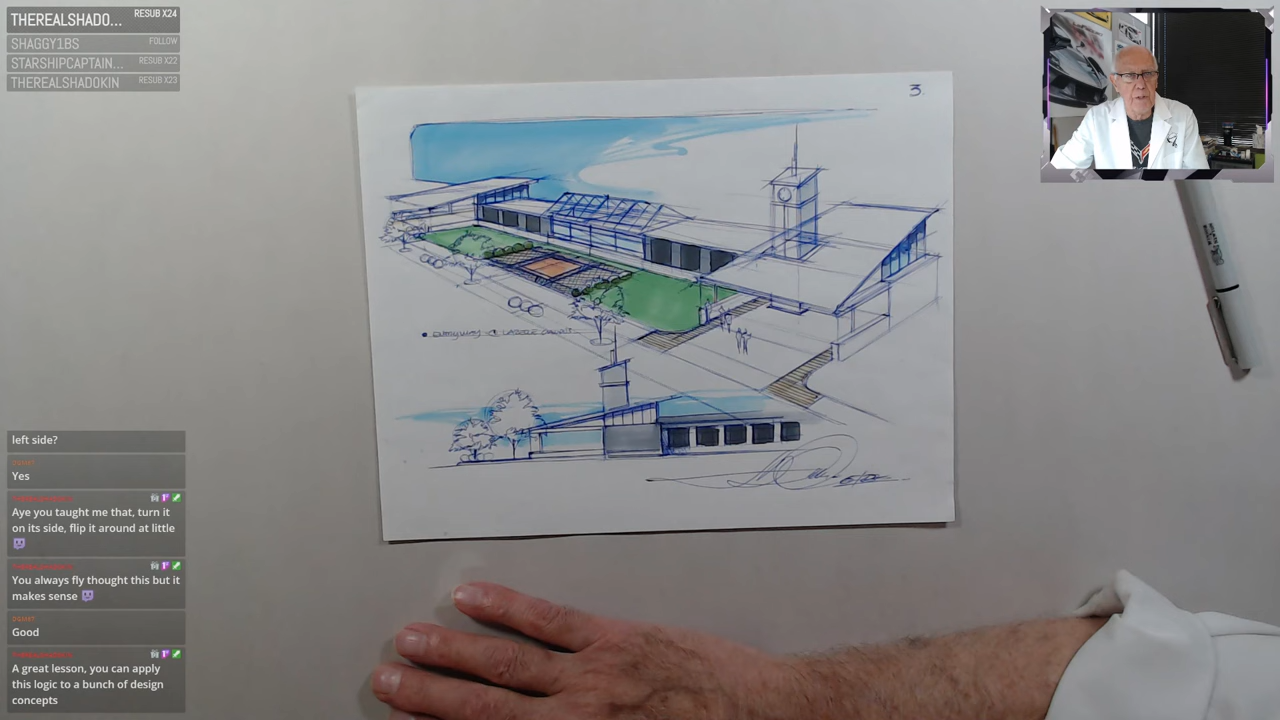 THEREALSHADO...
RESUB X24
SHAGGY1BS
FOLLOW
STARSHIPCAPTAIN...
RESUB X22
THEREALSHADOKIN
RESUB X23
3.
left side?
Yes
Aye you taught me that, turn it
on its side, flip it around at little
You always fly thought this but it
makes sense
Good
A great lesson, you can apply
this logic to a bunch of design
concepts